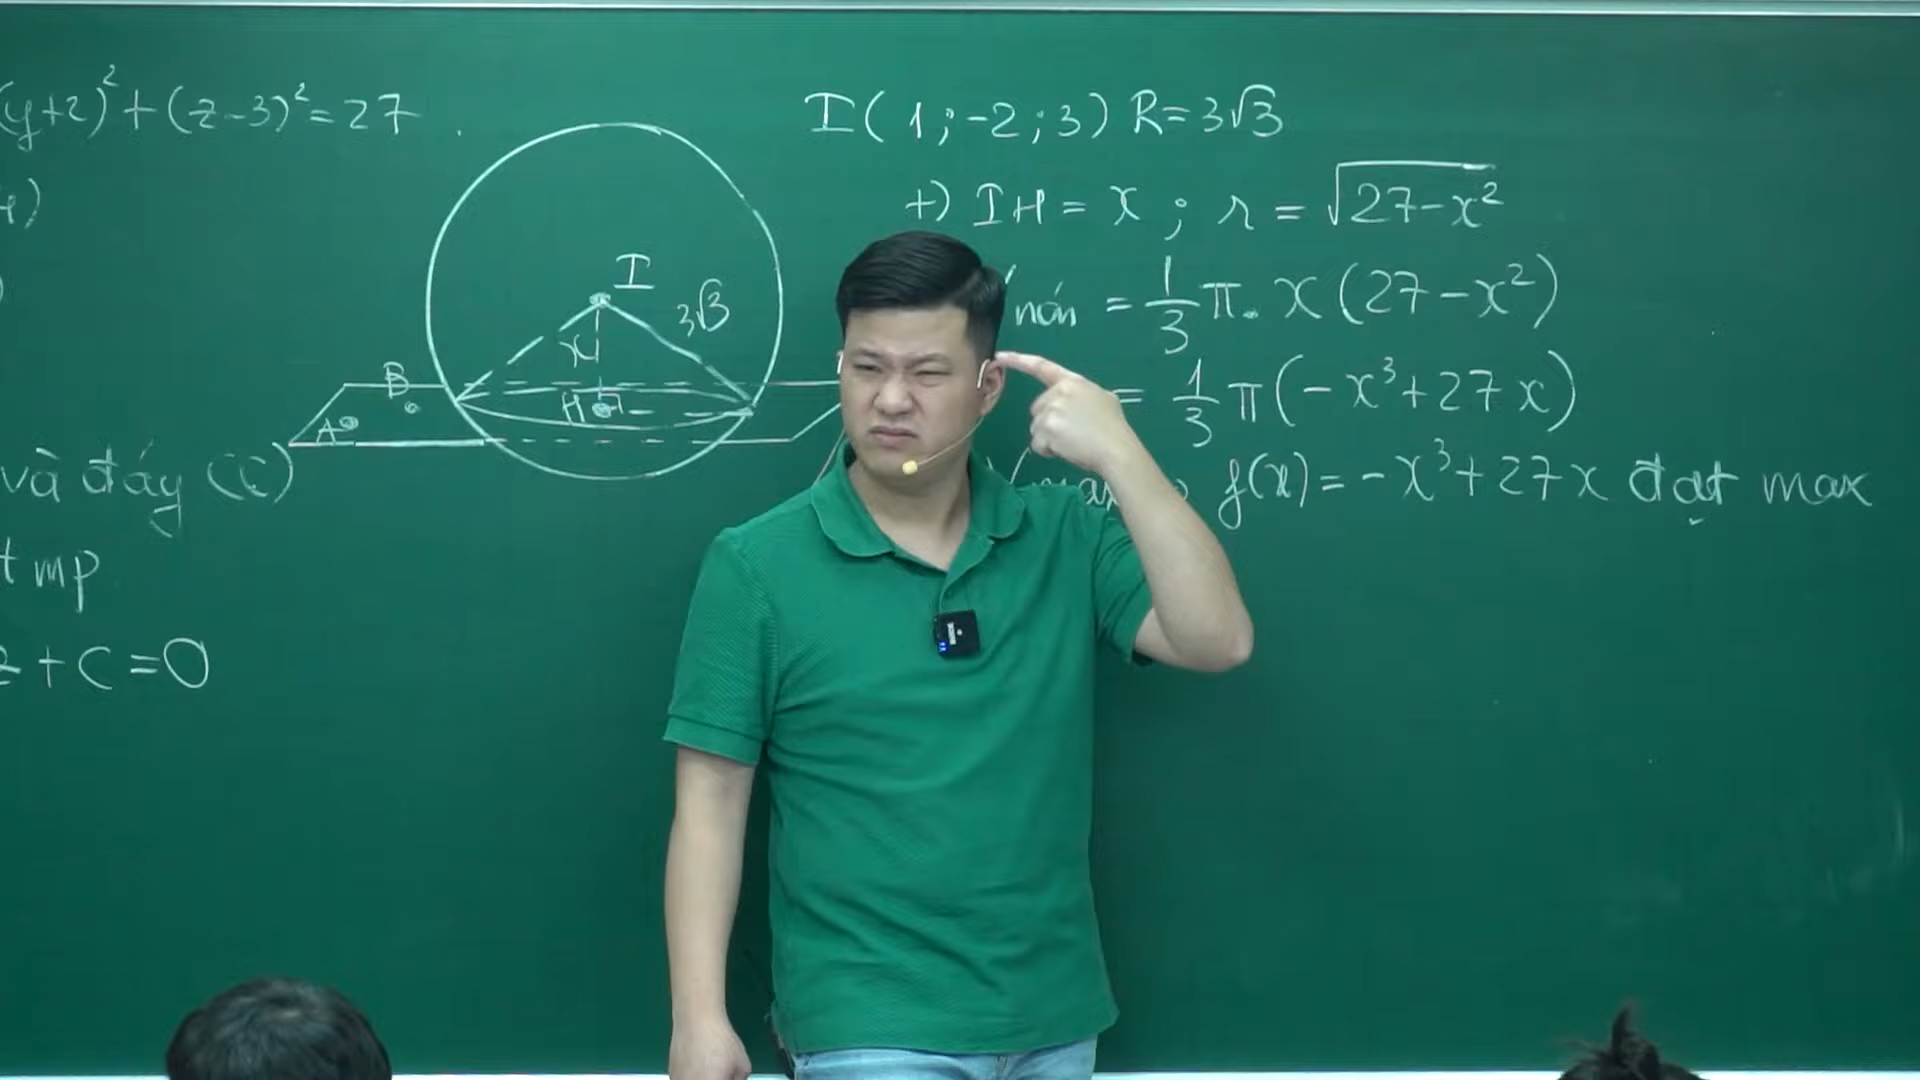 (y+2)²+(z-3)²=27
I(1;-2;3) R=3√3
+) IH = x ; r = √27-x²
I
3√3
x
nón = 1/3 π. x(27-x²)
B
H
A
= 1/3 π(-x³+27x)
và đáy (C)
max f(x)=-x³+27x đạt max
mp
+c=0